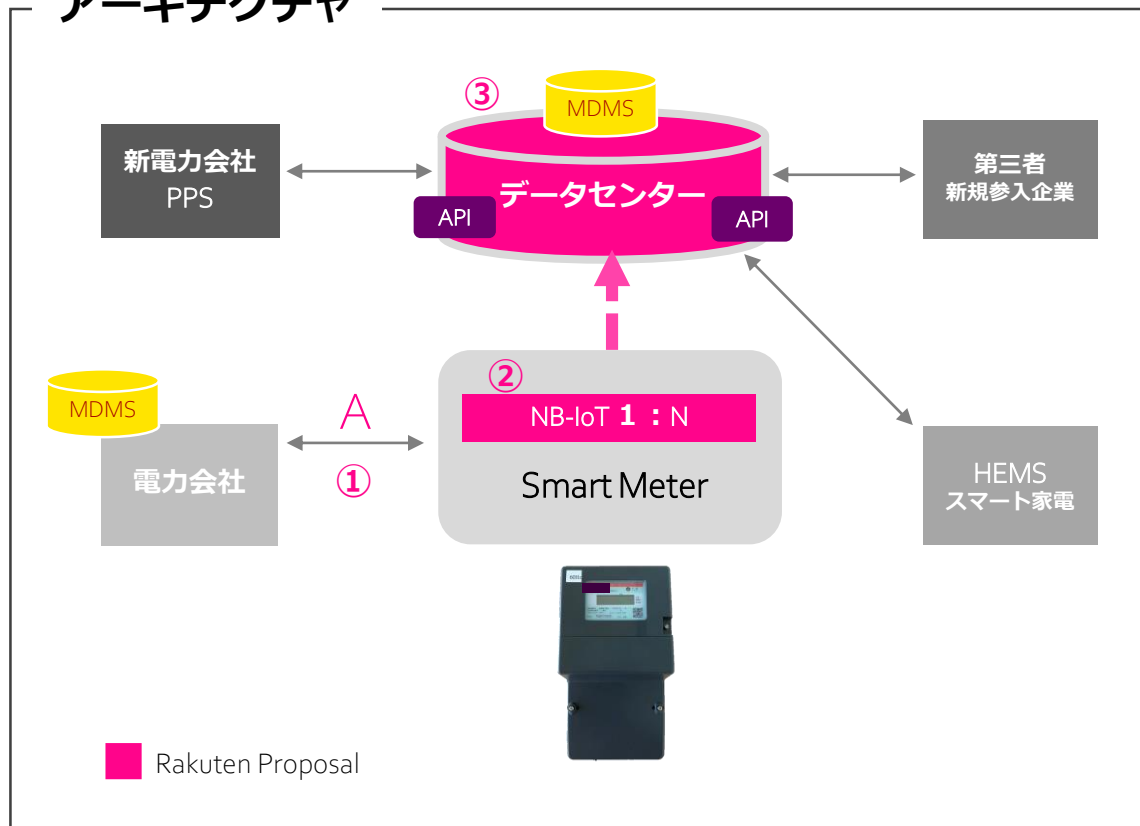 アーキテクチャ
③
MDMS
新電力会社
PPS
データセンター
API
API
第三者
新規参入企業
②
NB-IoT 1：N
Smart Meter
MDMS
電力会社
A
①
HEMS
スマート家電
Rakuten Proposal